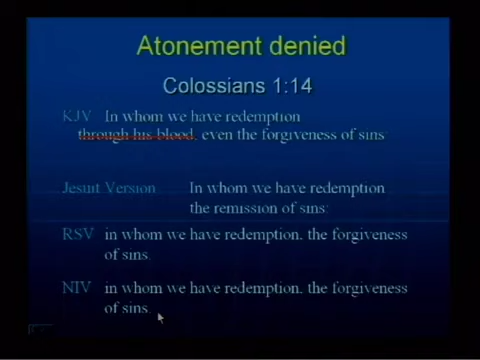 Atonement denied
Colossians 1:14
KJV In whom we have redemption
through his blood, even the forgiveness of sins:
Jesuit Version In whom we have redemption
the remission of sins:
RSV in whom we have redemption, the forgiveness
of sins.
NIV in whom we have redemption, the forgiveness
of sins.